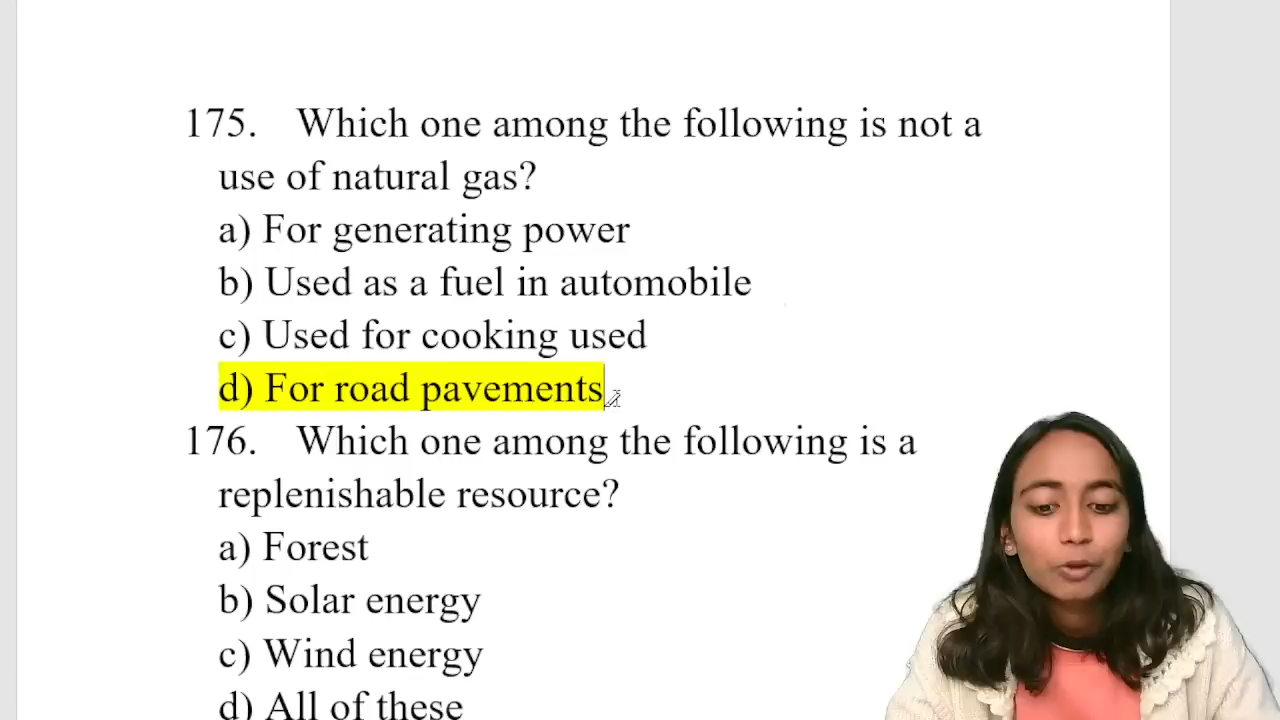 175. Which one among the following is not a
use of natural gas?
a) For generating power
b) Used as a fuel in automobile
c) Used for cooking used
d) For road pavements
176. Which one among the following is a
replenishable resource?
a) Forest
b) Solar energy
c) Wind energy
d) All of these